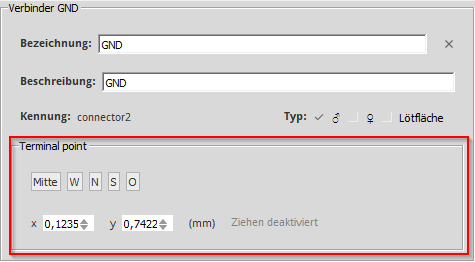 Verbinder GND
Bezeichnung: GND
Beschreibung: GND
Kennung: connector2 Typ: ♂ ♀ Lötfläche
Terminal point
Mitte W N S O
x 0,1235 y 0,7422 (mm) Ziehen deaktiviert